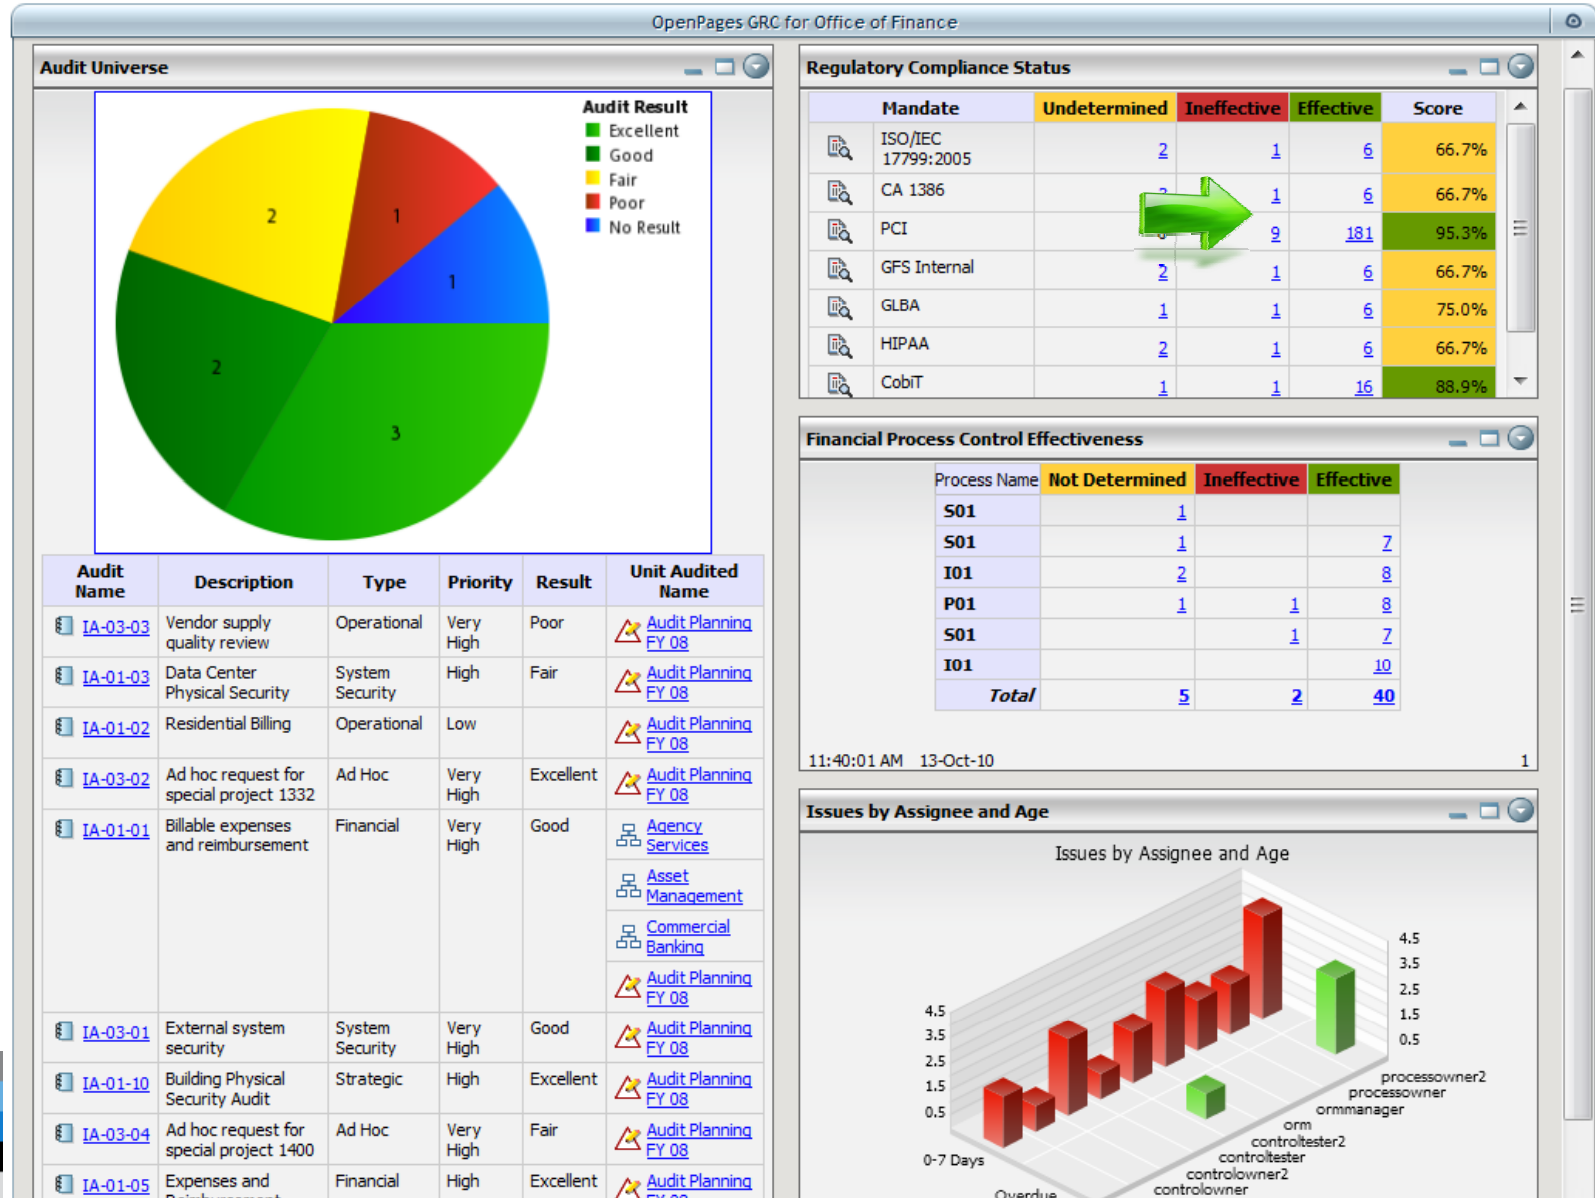 OpenPages GRC for Office of Finance
Audit Universe
Audit Result
Excellent
Good
Fair
Poor
No Result
2
1
1
2
3
Audit Name Description Type Priority Result Unit Audited Name
IA-03-03 Vendor supply quality review Operational Very High Poor Audit Planning FY 08
IA-01-03 Data Center Physical Security System Security High Fair Audit Planning FY 08
IA-01-02 Residential Billing Operational Low Audit Planning FY 08
IA-03-02 Ad hoc request for special project 1332 Ad Hoc Very High Excellent Audit Planning FY 08
IA-01-01 Billable expenses and reimbursement Financial Very High Good Agency Services
Asset Management
Commercial Banking
Audit Planning FY 08
IA-03-01 External system security System Security Very High Good Audit Planning FY 08
IA-01-10 Building Physical Security Audit Strategic High Excellent Audit Planning FY 08
IA-03-04 Ad hoc request for special project 1400 Ad Hoc Very High Fair Audit Planning FY 08
IA-01-05 Expenses and Financial High Excellent Audit Planning
Regulatory Compliance Status
Mandate Undetermined Ineffective Effective Score
ISO/IEC 17799:2005 2 1 6 66.7%
CA 1386 1 6 66.7%
PCI 9 181 95.3%
GFS Internal 2 1 6 66.7%
GLBA 1 1 6 75.0%
HIPAA 2 1 6 66.7%
CobiT 1 1 16 88.9%
Financial Process Control Effectiveness
Process Name Not Determined Ineffective Effective
S01 1
S01 1 7
I01 2 8
P01 1 1 8
S01 1 7
I01 10
Total 5 2 40
11:40:01 AM 13-Oct-10 1
Issues by Assignee and Age
Issues by Assignee and Age
4.5
3.5
2.5
1.5
0.5
4.5
3.5
2.5
1.5
0.5
processowner2
processowner
ormmanager
orm
controltester2
controltester
controlowner2
controlowner
0-7 Days
Overdue